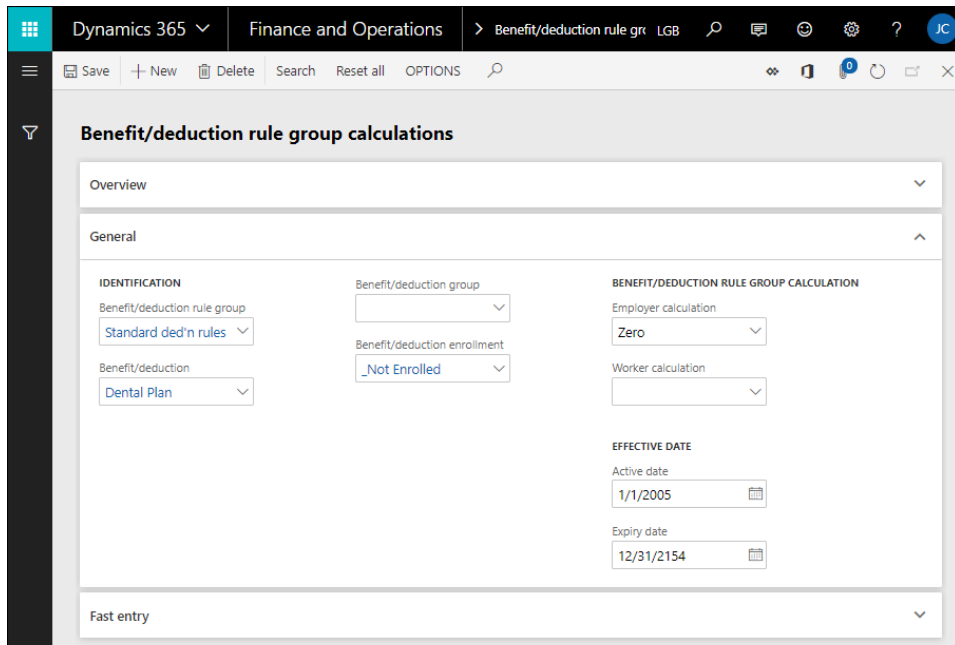 Dynamics 365 Finance and Operations Benefit/deduction rule gr LGB ? JC
Save New Delete Search Reset all OPTIONS 0
Benefit/deduction rule group calculations
Overview
General
IDENTIFICATION
Benefit/deduction rule group
Standard ded'n rules
Benefit/deduction
Dental Plan
Benefit/deduction group
Benefit/deduction enrollment
_Not Enrolled
BENEFIT/DEDUCTION RULE GROUP CALCULATION
Employer calculation
Zero
Worker calculation
EFFECTIVE DATE
Active date
1/1/2005
Expiry date
12/31/2154
Fast entry